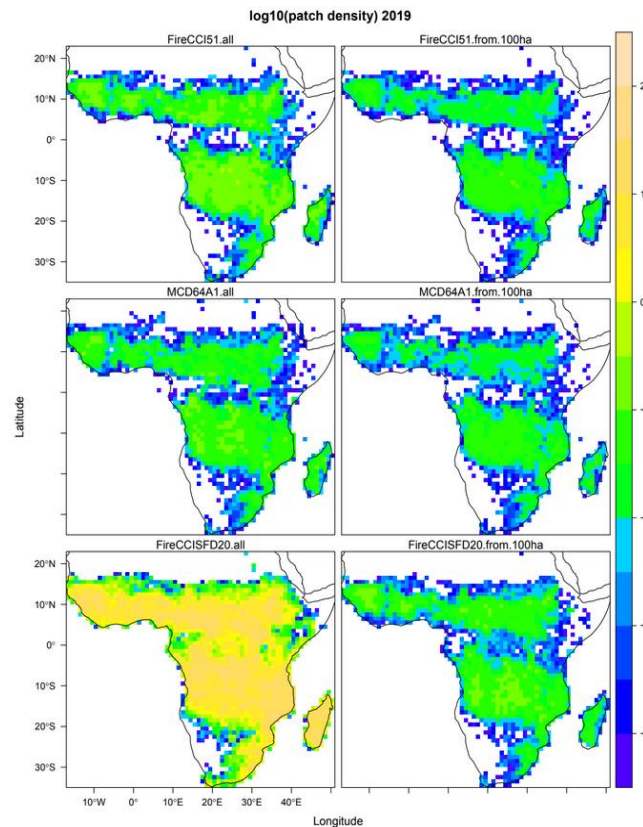 log10(patch density) 2019
FireCCI51.all
FireCCI51.from.100ha
20°N
10°N
0°
10°S
20°S
30°S
MCD64A1.all
MCD64A1.from.100ha
Latitude
FireCCISFD20.all
FireCCISFD20.from.100ha
20°N
10°N
0°
10°S
20°S
30°S
10°W 0° 10°E 20°E 30°E 40°E
Longitude
2
1
0